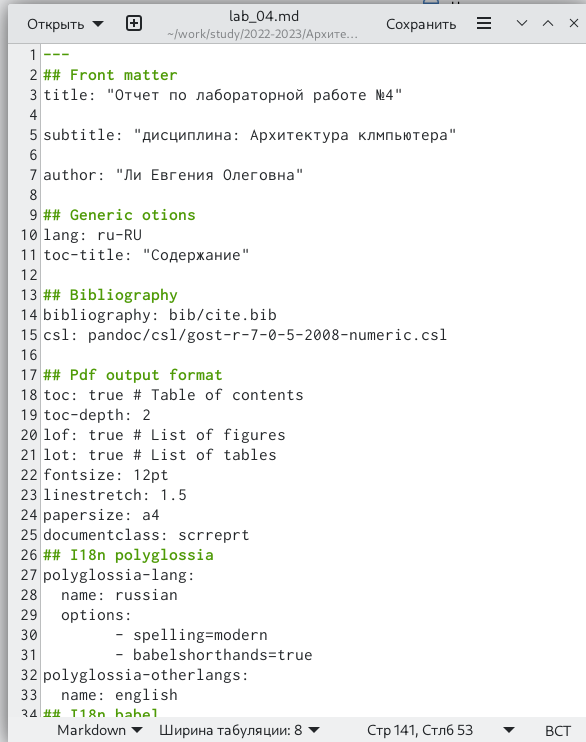 Открыть
lab_04.md
~/work/study/2022-2023/Архите...
Сохранить
1 ---
2 ## Front matter
3 title: "Отчет по лабораторной работе №4"
4
5 subtitle: "дисциплина: Архитектура клмпьютера"
6
7 author: "Ли Евгения Олеговна"
8
9 ## Generic otions
10 lang: ru-RU
11 toc-title: "Содержание"
12
13 ## Bibliography
14 bibliography: bib/cite.bib
15 csl: pandoc/csl/gost-r-7-0-5-2008-numeric.csl
16
17 ## Pdf output format
18 toc: true # Table of contents
19 toc-depth: 2
20 lof: true # List of figures
21 lot: true # List of tables
22 fontsize: 12pt
23 linestretch: 1.5
24 papersize: a4
25 documentclass: scrreprt
26 ## I18n polyglossia
27 polyglossia-lang:
28   name: russian
29   options:
30         - spelling=modern
31         - babelshorthands=true
32 polyglossia-otherlangs:
33   name: english
34 ## I18n babel
Markdown
Ширина табуляции: 8
Стр 141, Стлб 53
ВСТ